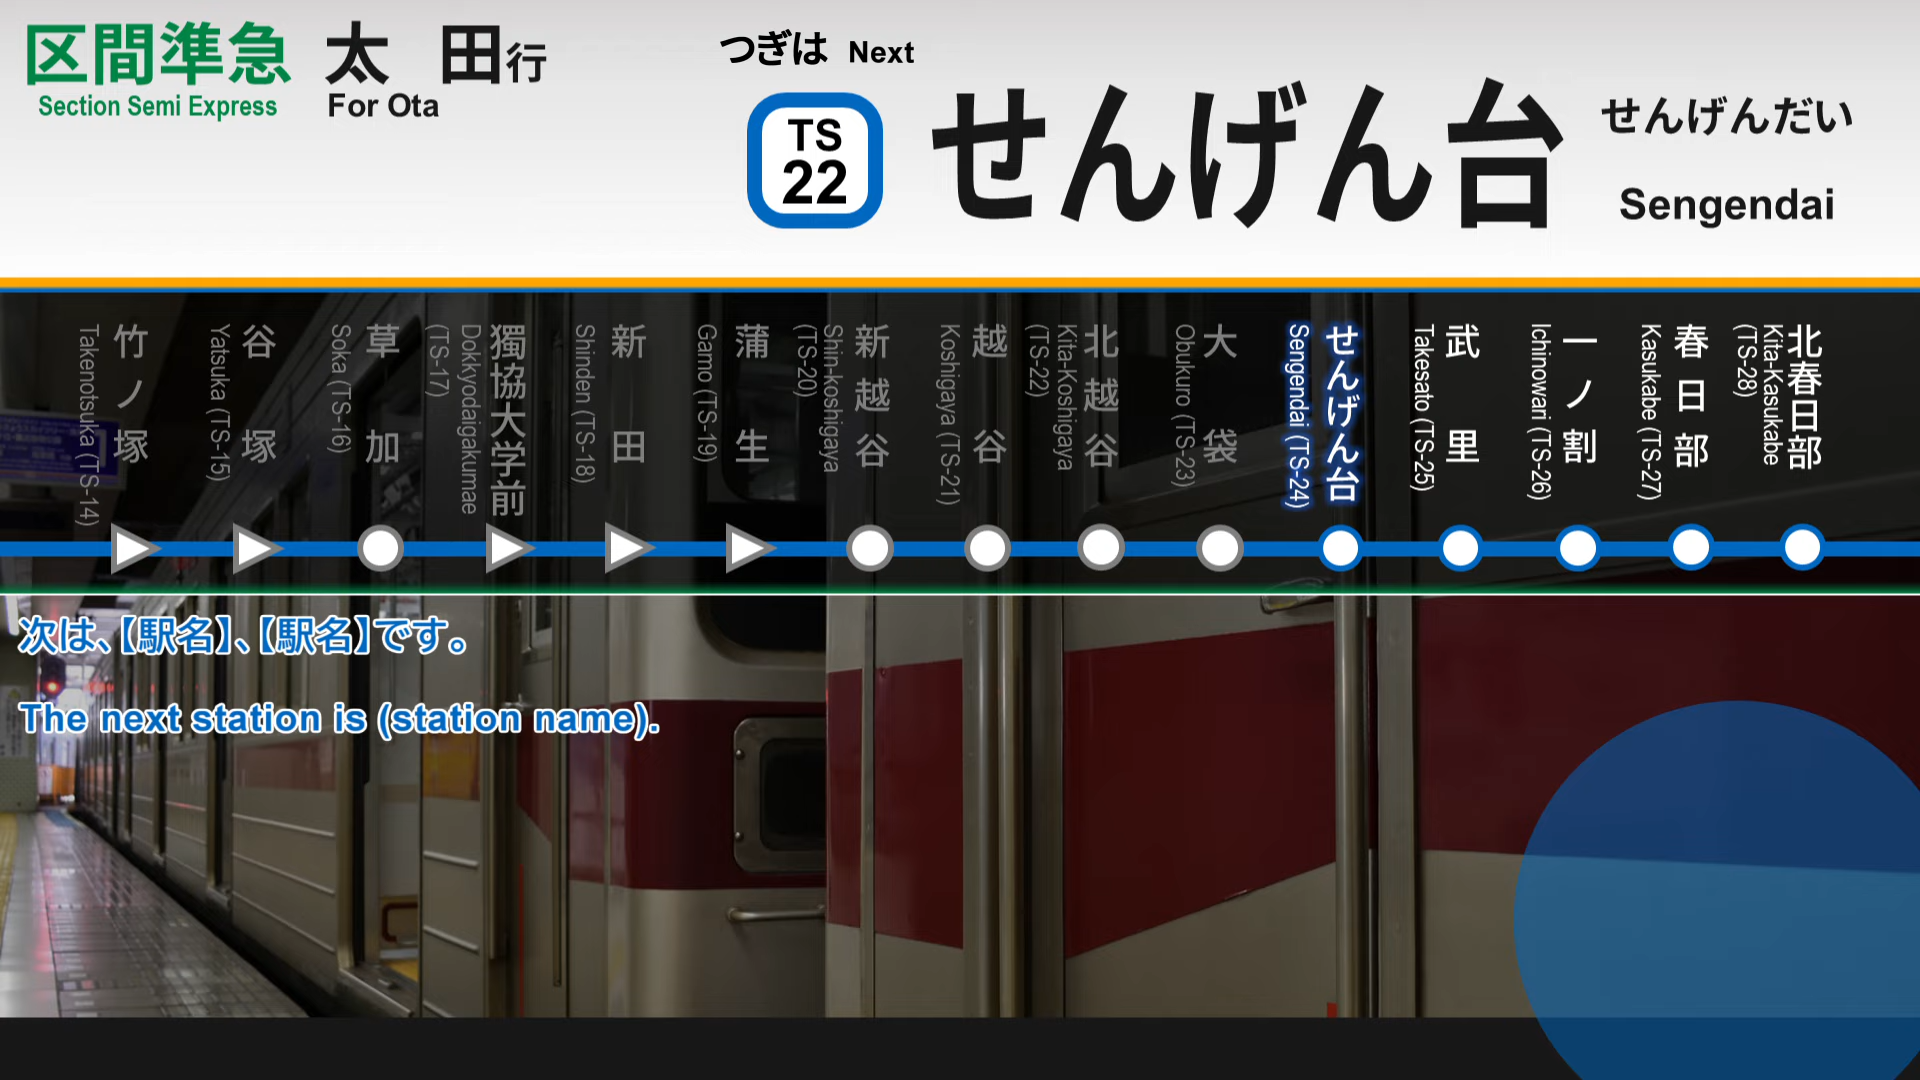 区間準急
Section Semi Express
太 田行
For Ota
つぎは Next
TS
22
せんげん台
せんげんだい
Sengendai
竹ノ塚
Takenotsuka (TS-14)
谷塚
Yatsuka (TS-15)
草加
Soka (TS-16)
獨協大学前
Dokkyodaigakumae
(TS-17)
新田
Shinden (TS-18)
蒲生
Gamo (TS-19)
新越谷
Shin-koshigaya
(TS-20)
越谷
Koshigaya (TS-21)
北越谷
Kita-Koshigaya
(TS-22)
大袋
Obukuro (TS-23)
せんげん台
Sengendai (TS-24)
武里
Takesato (TS-25)
一ノ割
Ichinowari (TS-26)
春日部
Kasukabe (TS-27)
北春日部
Kita-Kasukabe
(TS-28)
次は、【駅名】、【駅名】です。
The next station is (station name).